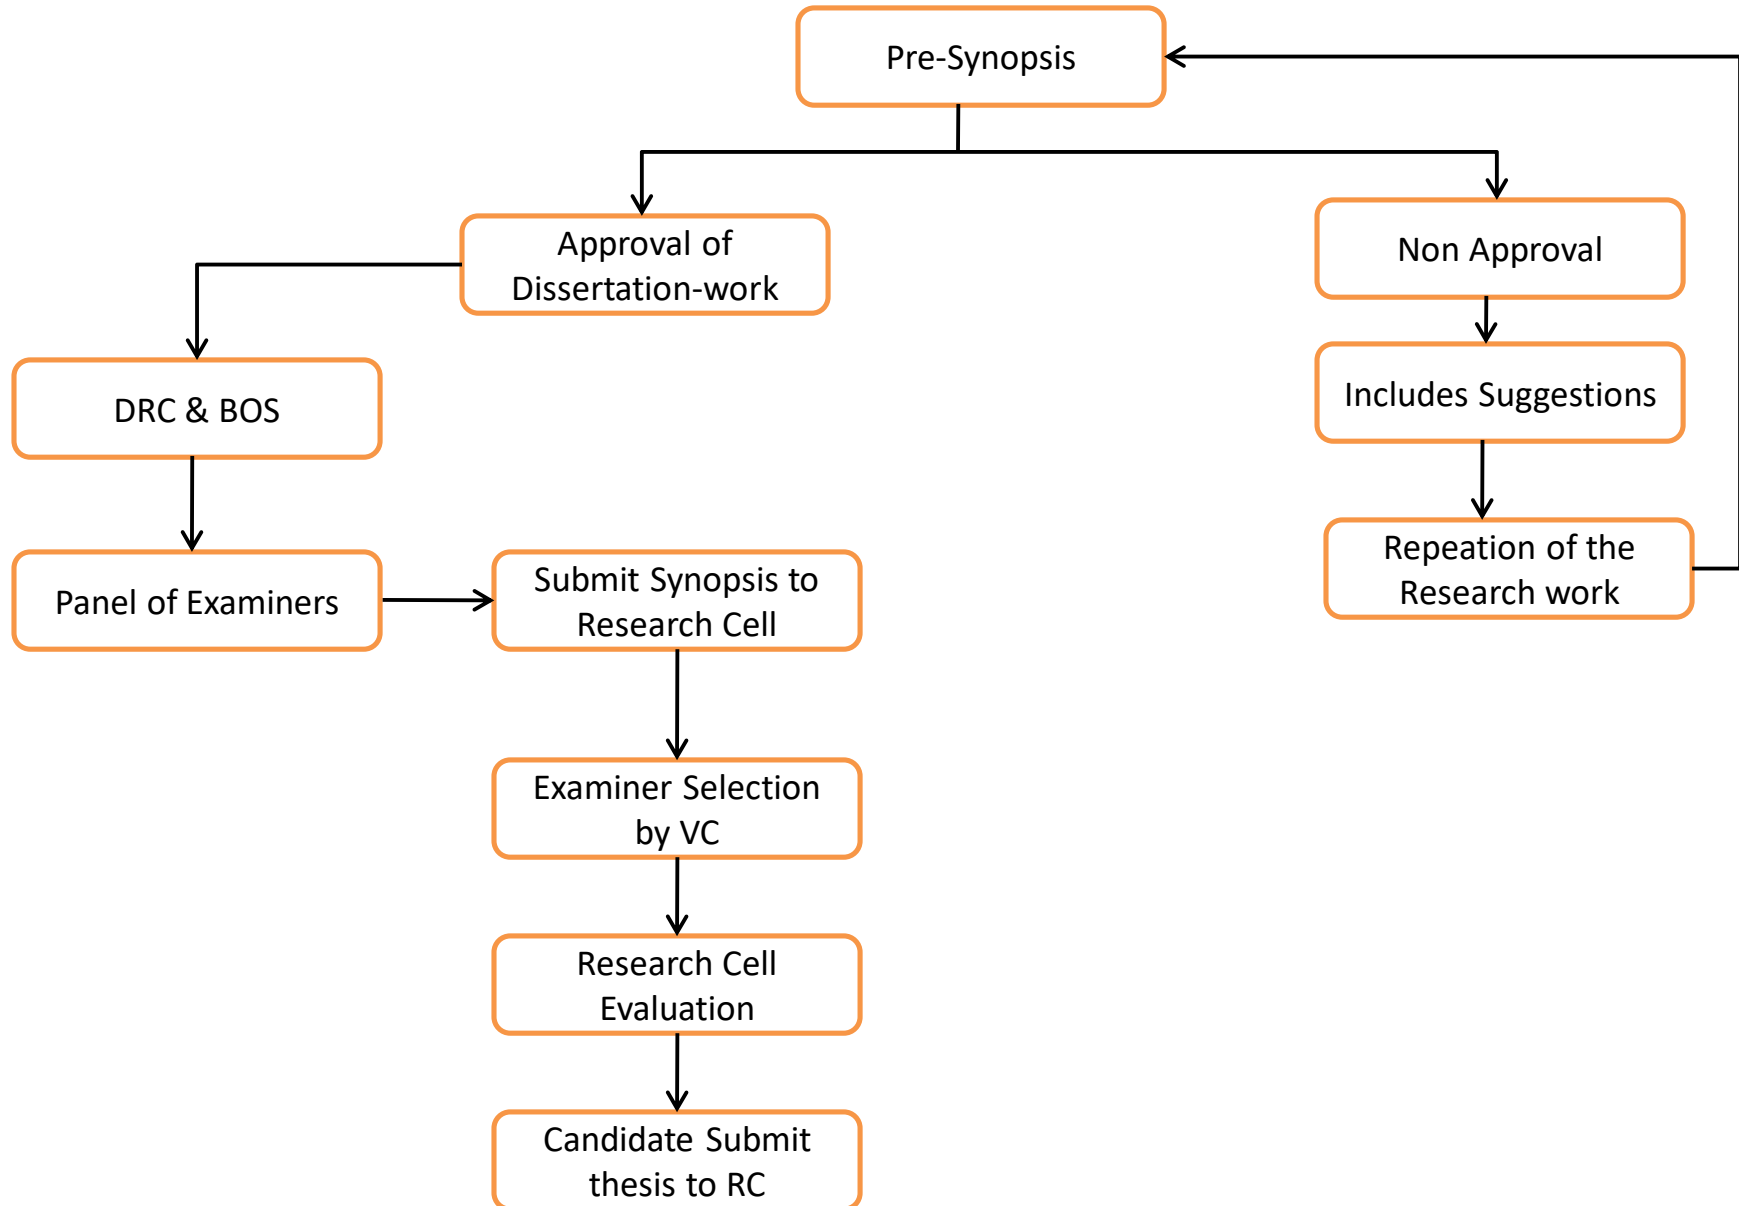 Pre-Synopsis
Approval of
Dissertation-work
Non Approval
DRC & BOS
Includes Suggestions
Panel of Examiners
Submit Synopsis to
Research Cell
Repeation of the
Research work
Examiner Selection
by VC
Research Cell
Evaluation
Candidate Submit
thesis to RC